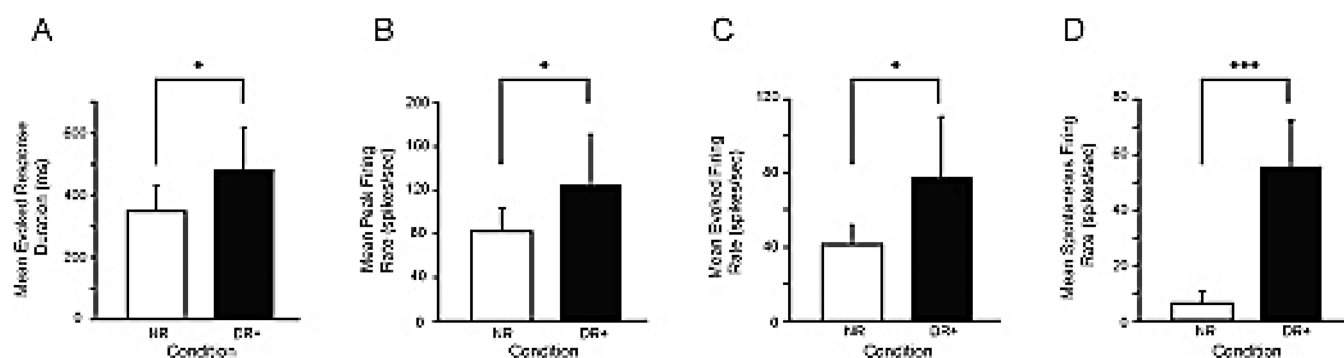 A
B
C
D
*
*
*
***
Mean Evoked Response
Duration (ms)
600
400
200
0
NR
DR+
Condition
Mean Peak Firing
Rate (spikes/sec)
200
160
120
80
40
0
NR
DR+
Condition
Mean Evoked Firing
Rate (spikes/sec)
120
80
40
0
NR
DR+
Condition
Mean Spontaneous Firing
Rate (spikes/sec)
80
60
40
20
0
NR
DR+
Condition